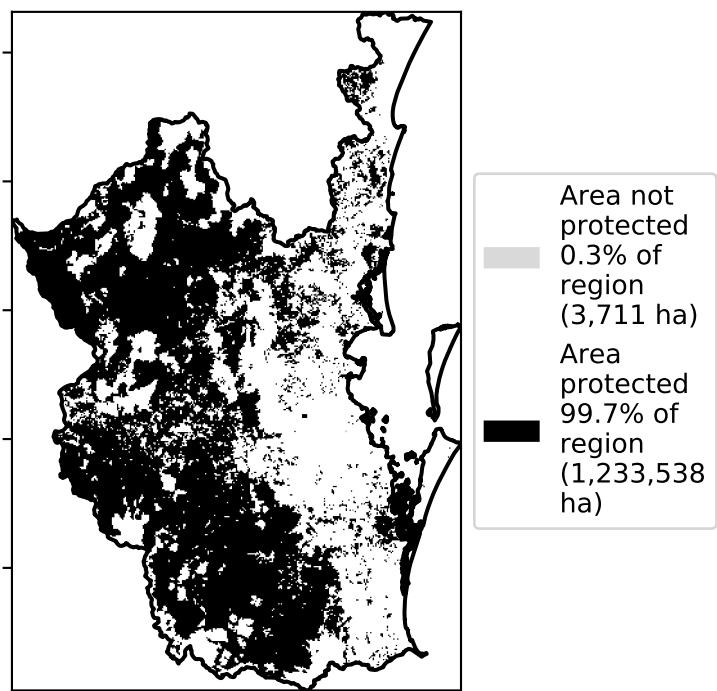 Area not
protected
0.3% of
region
(3,711 ha)
Area
protected
99.7% of
region
(1,233,538
ha)